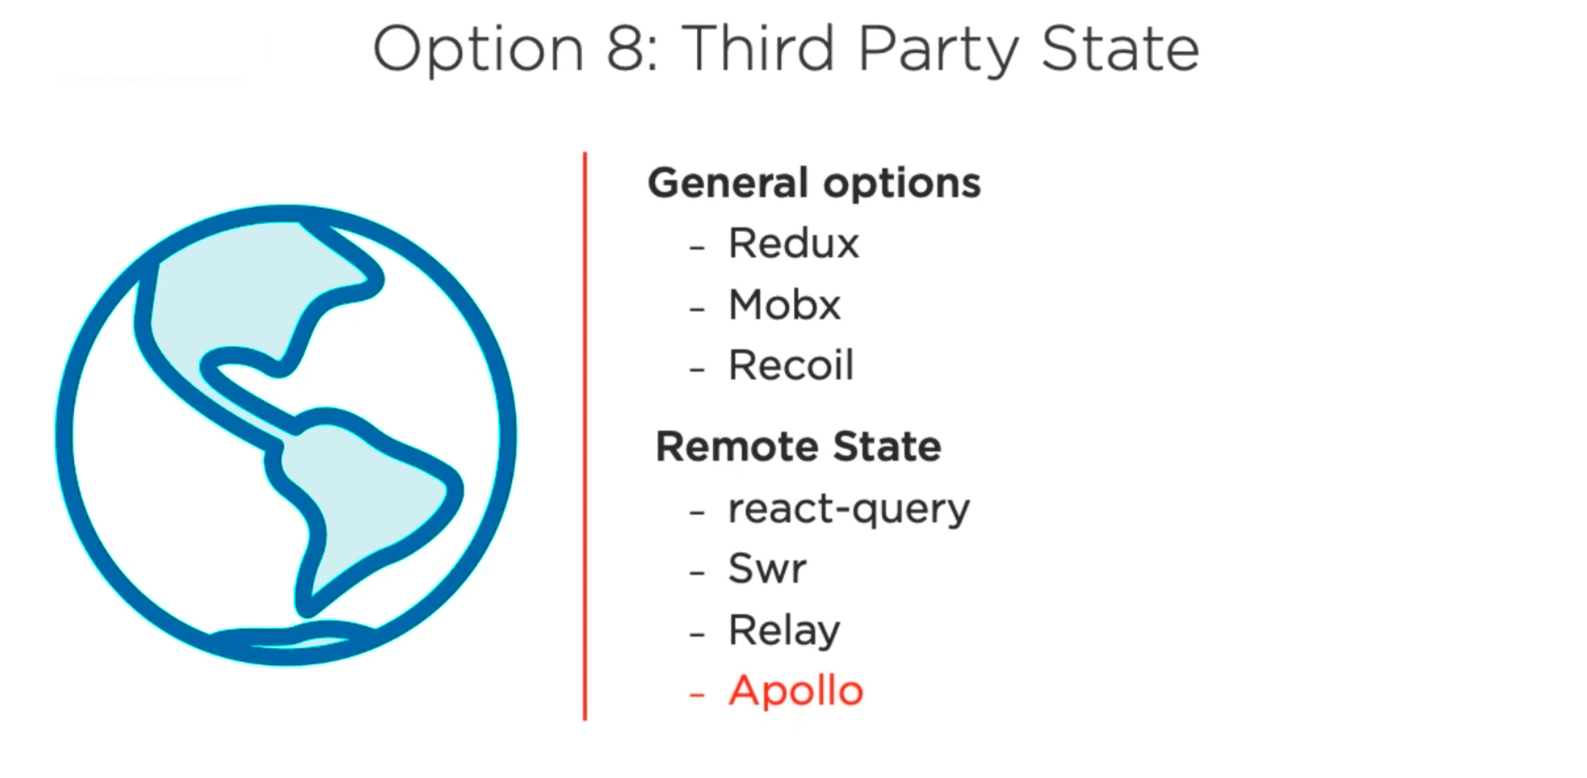 Option 8: Third Party State
General options
- Redux
- Mobx
- Recoil
Remote State
- react-query
- Swr
- Relay
- Apollo